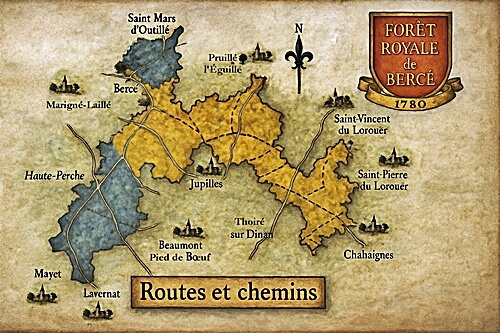 Saint Mars
d'Outillé
Pruillé
l'Éguillé
N
FORÊT
ROYALE
de
BERCÉ
1780
Bercé
Marigné-Laillé
Saint-Vincent
du Lorouër
Haute-Perche
Jupilles
Saint-Pierre
du Lorouër
Thoiré
sur Dinan
Beaumont
Pied de Bœuf
Chahaignes
Mayet
Lavernat
Routes et chemins